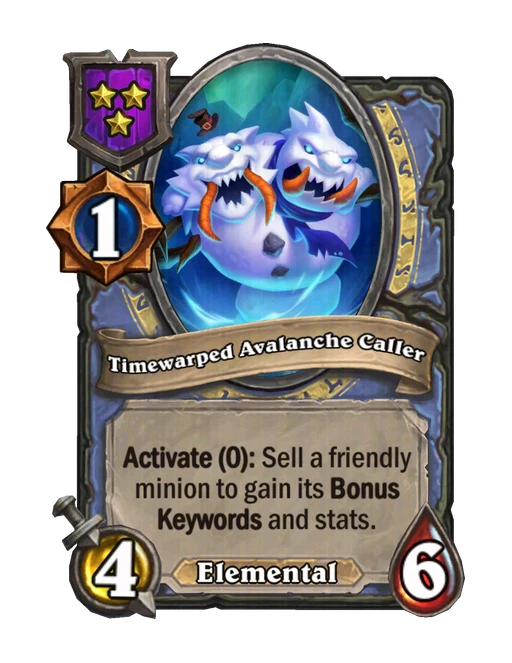 1
Timewarped Avalanche Caller
Activate (0): Sell a friendly
minion to gain its Bonus
Keywords and stats.
4
Elemental
6